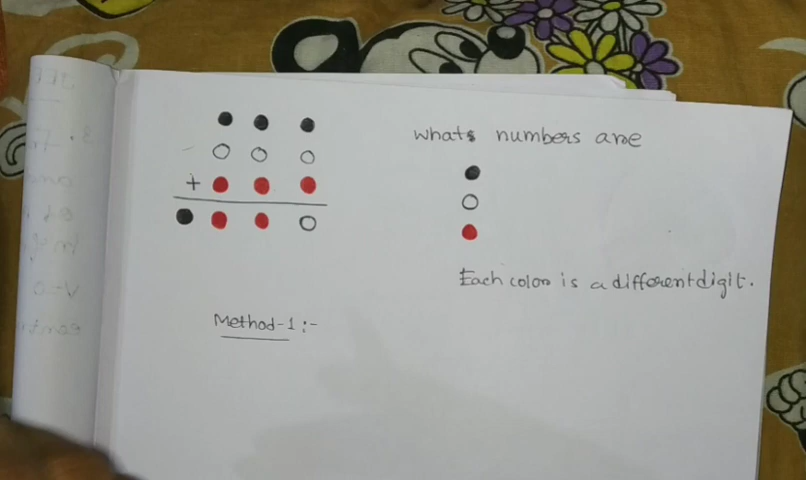 +
whats numbers are
Each color is a different digit.
Method-1 :-